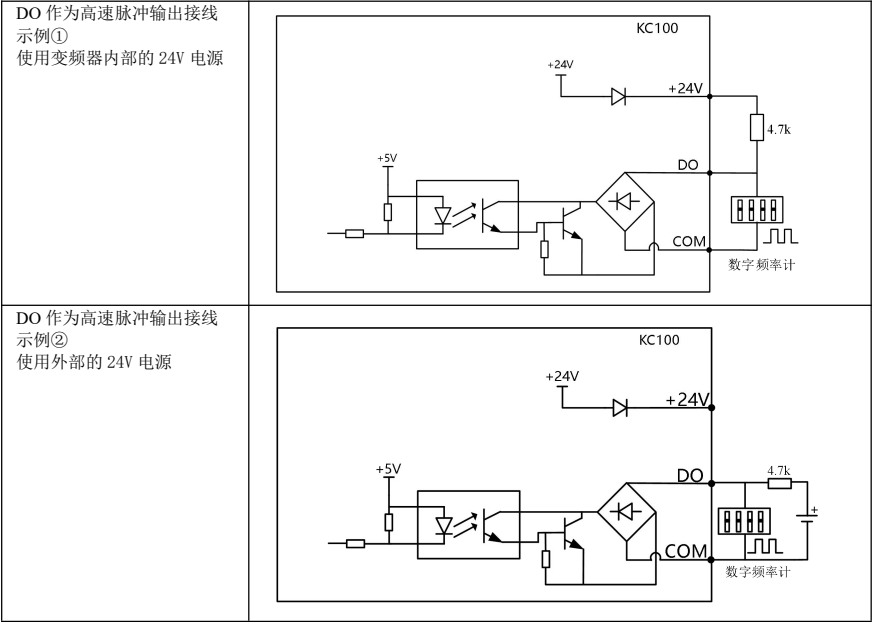 DO 作为高速脉冲输出接线
示例①
使用变频器内部的 24V 电源
KC100
+24V
+24V
4.7k
+5V
DO
COM
数字频率计
DO 作为高速脉冲输出接线
示例②
使用外部的 24V 电源
KC100
+24V
+24V
+5V
DO
4.7k
+
COM
数字频率计